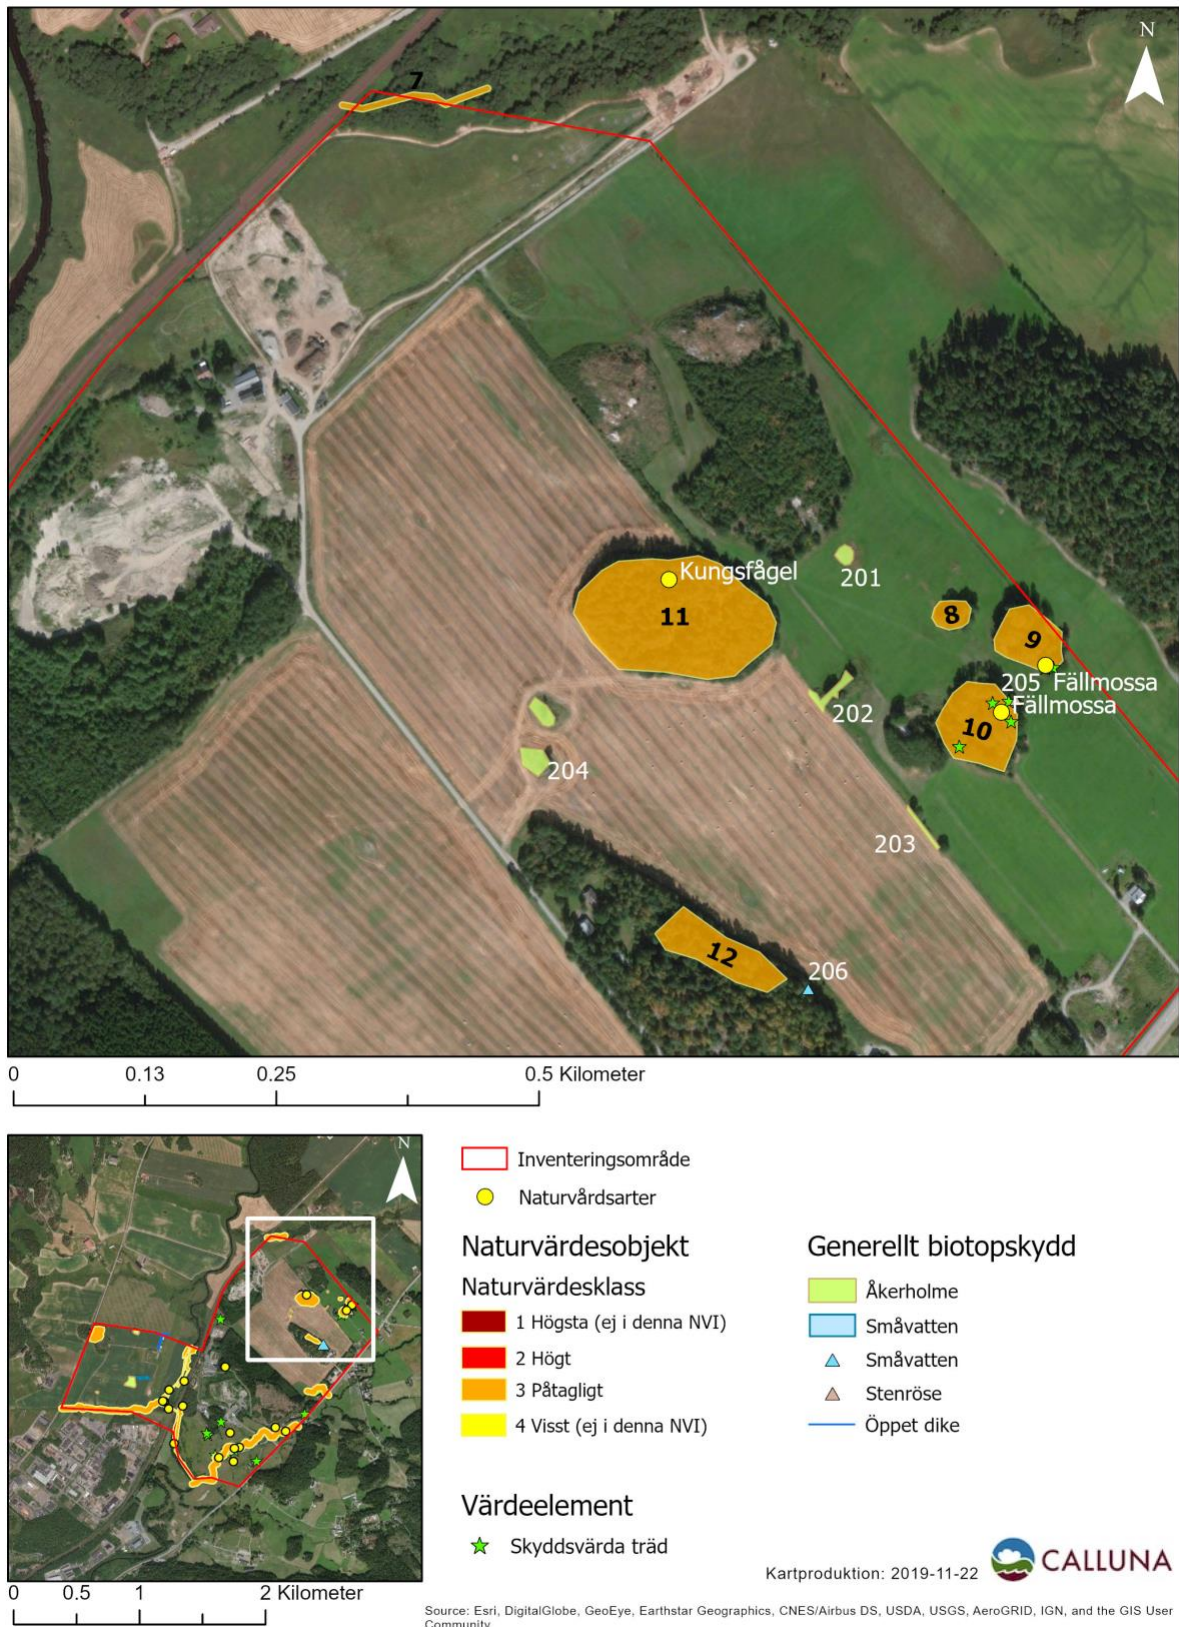 N
7
Kungsfågel
11
201
8
9
205 Fällmossa
Fällmossa
202
10
204
203
12
206
0 0.13 0.25 0.5 Kilometer
N
0 0.5 1 2 Kilometer
Inventeringsområde
Naturvårdsarter
Naturvärdesobjekt
Naturvärdesklass
1 Högsta (ej i denna NVI)
2 Högt
3 Påtagligt
4 Visst (ej i denna NVI)
Värdeelement
Skyddsvärda träd
Generellt biotopskydd
Åkerholme
Småvatten
Småvatten
Stenröse
Öppet dike
Kartproduktion: 2019-11-22
CALLUNA
Source: Esri, DigitalGlobe, GeoEye, Earthstar Geographics, CNES/Airbus DS, USDA, USGS, AeroGRID, IGN, and the GIS User
Community